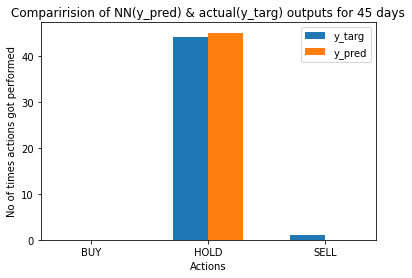 Comparirision of NN(y_pred) & actual(y_targ) outputs for 45 days
y_targ
y_pred
No of times actions got performed
40
30
20
10
0
BUY HOLD SELL
Actions